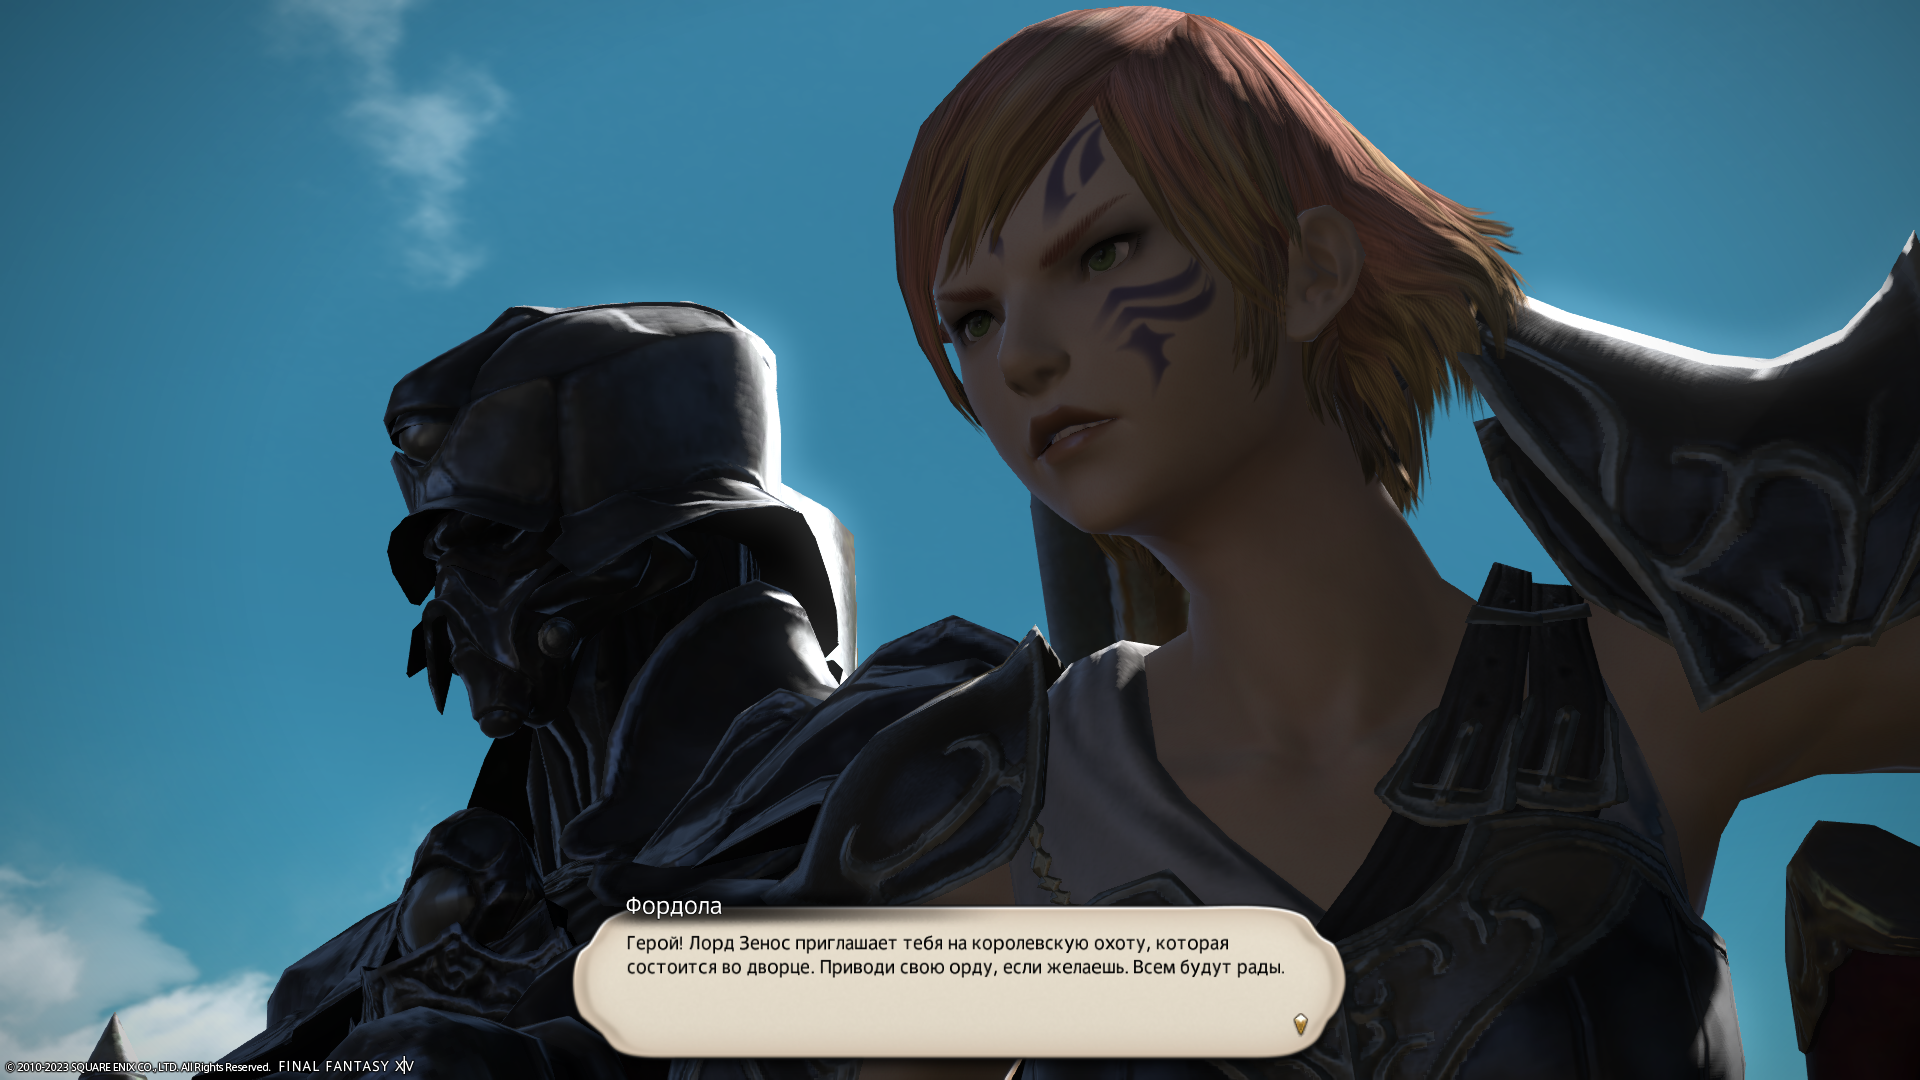 Фордола
Герой! Лорд Зенос приглашает тебя на королевскую охоту, которая
состоится во дворце. Приводи свою орду, если желаешь. Всем будут рады.
© 2010-2023 SQUARE ENIX CO., LTD. All Rights Reserved. FINAL FANTASY XIV